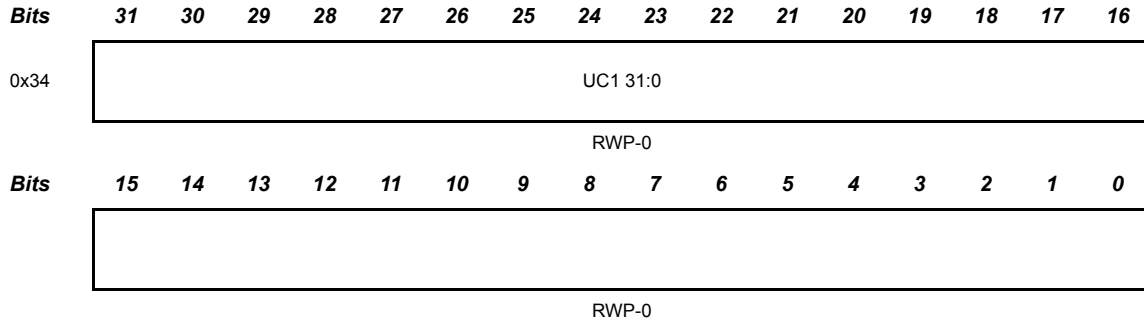 Bits 31 30 29 28 27 26 25 24 23 22 21 20 19 18 17 16
0x34 UC1 31:0
RWP-0
Bits 15 14 13 12 11 10 9 8 7 6 5 4 3 2 1 0
RWP-0